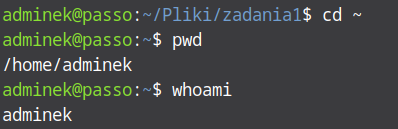 adminek@passo:~/Pliki/zadania1$ cd ~
adminek@passo:~$ pwd
/home/adminek
adminek@passo:~$ whoami
adminek